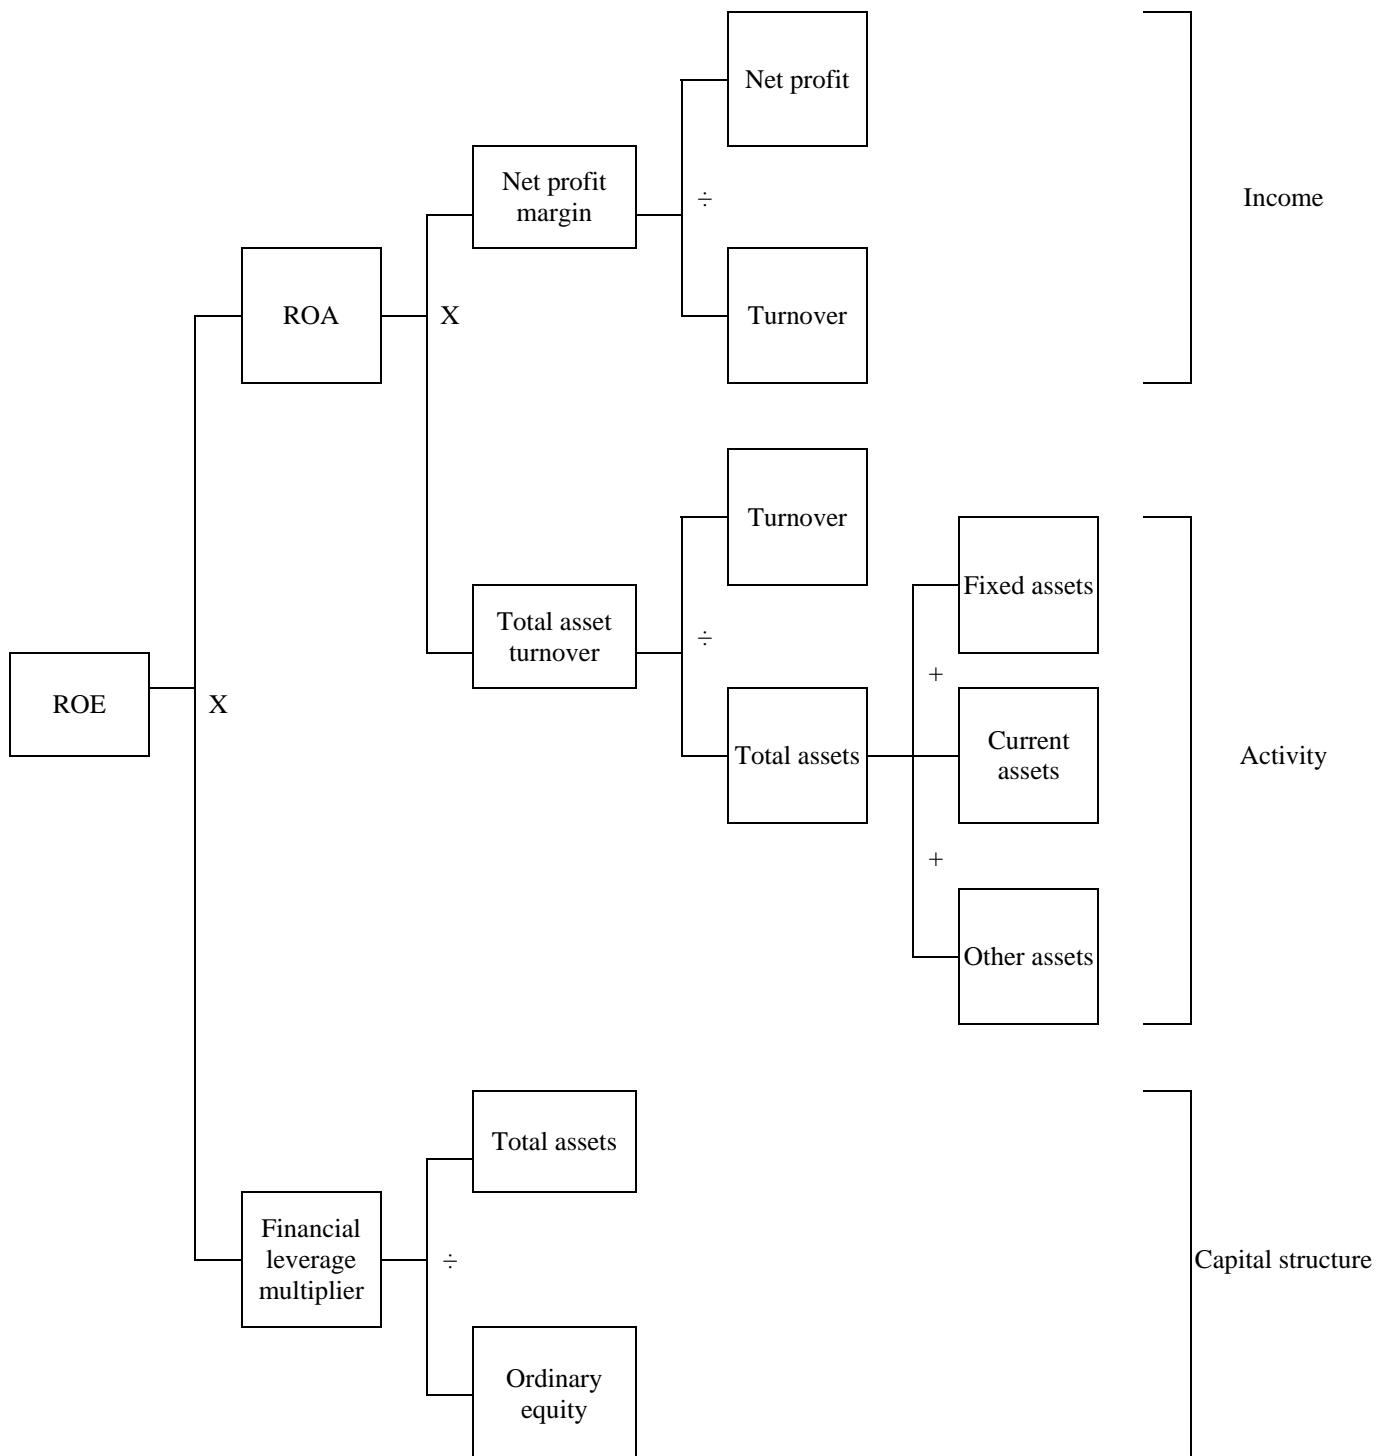 Net profit
Net profit
margin
÷
Income
ROA
X
Turnover
Turnover
Fixed assets
Total asset
turnover
÷
+
ROE
X
Total assets
Current
assets
Activity
+
Other assets
Total assets
Financial
leverage
multiplier
÷
Capital structure
Ordinary
equity